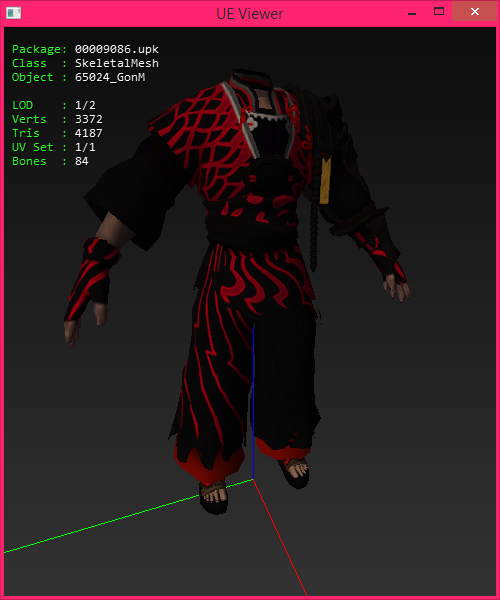 UE Viewer
Package: 00009086.upk
Class : SkeletalMesh
Object : 65024_GonM
LOD : 1/2
Verts : 3372
Tris : 4187
UV Set : 1/1
Bones : 84